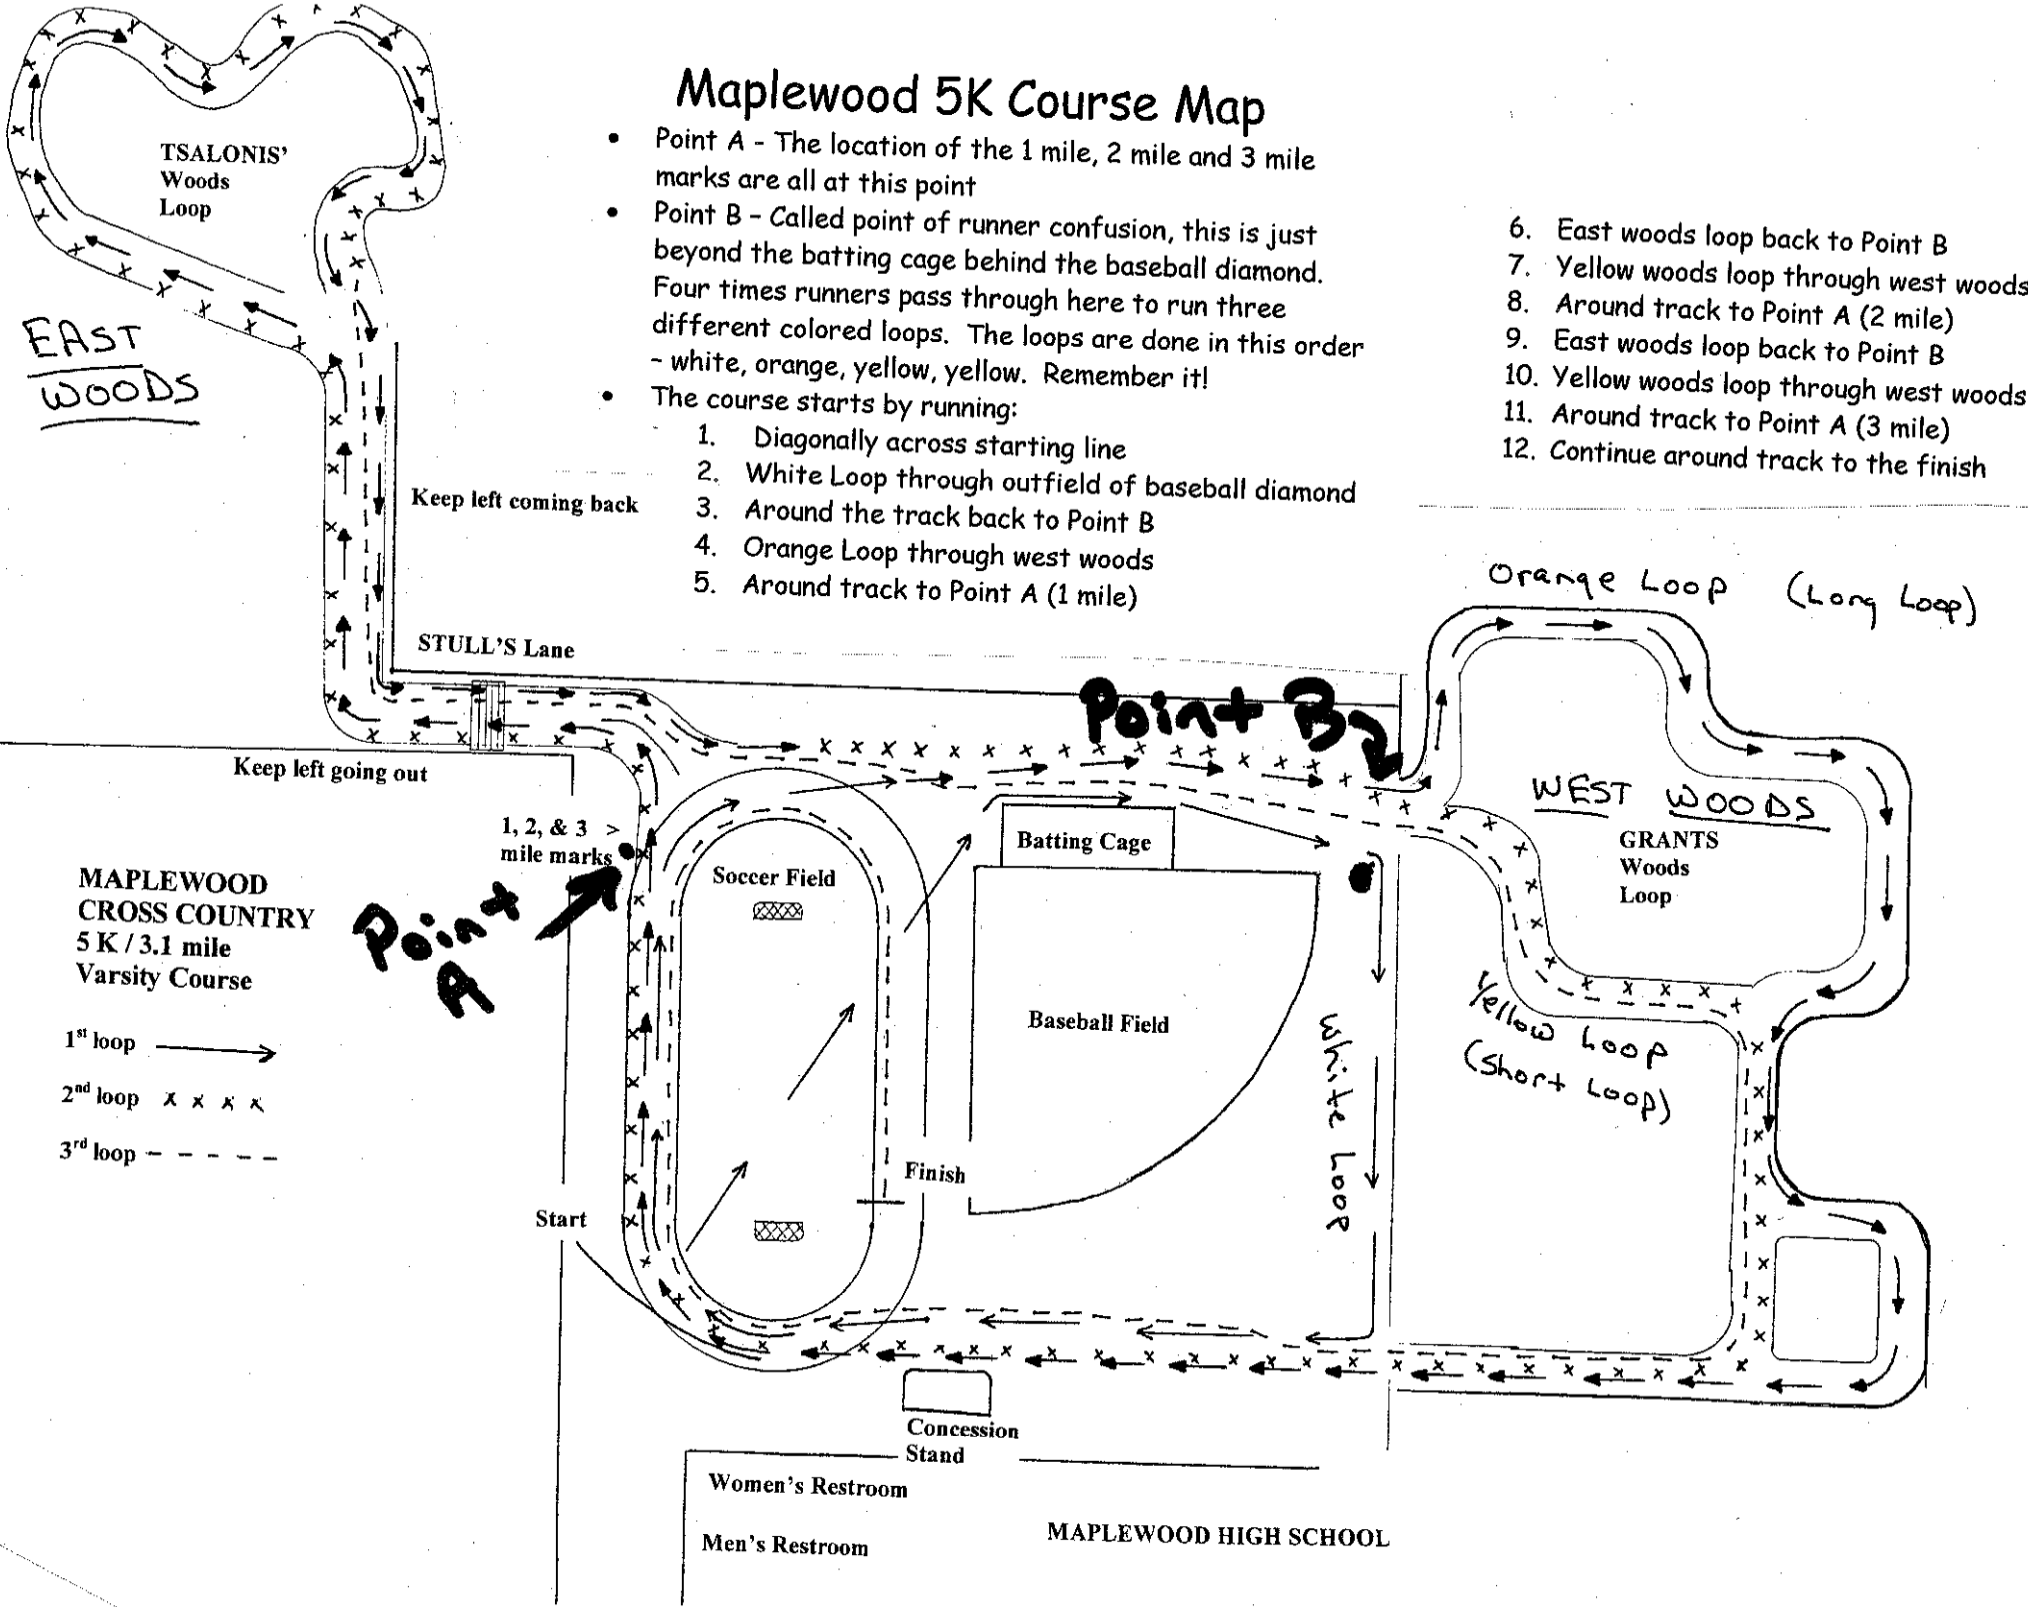 Maplewood 5K Course Map
• Point A - The location of the 1 mile, 2 mile and 3 mile
marks are all at this point
• Point B - Called point of runner confusion, this is just
beyond the batting cage behind the baseball diamond.
Four times runners pass through here to run three
different colored loops. The loops are done in this order
- white, orange, yellow, yellow. Remember it!
• The course starts by running:
1. Diagonally across starting line
2. White Loop through outfield of baseball diamond
3. Around the track back to Point B
4. Orange Loop through west woods
5. Around track to Point A (1 mile)
6. East woods loop back to Point B
7. Yellow woods loop through west woods
8. Around track to Point A (2 mile)
9. East woods loop back to Point B
10. Yellow woods loop through west woods
11. Around track to Point A (3 mile)
12. Continue around track to the finish
TSALONIS'
Woods
Loop
EAST
WOODS
Keep left coming back
STULL'S Lane
Keep left going out
Orange Loop (Long Loop)
Point B
WEST WOODS
GRANTS
Woods
Loop
1, 2, & 3 >
mile marks
Point
A
Soccer Field
Batting Cage
Baseball Field
White Loop
Yellow Loop
(Short Loop)
MAPLEWOOD
CROSS COUNTRY
5 K / 3.1 mile
Varsity Course
1st loop
2nd loop x x x x
3rd loop - - - - -
Start
Finish
Concession
Stand
Women's Restroom
Men's Restroom
MAPLEWOOD HIGH SCHOOL